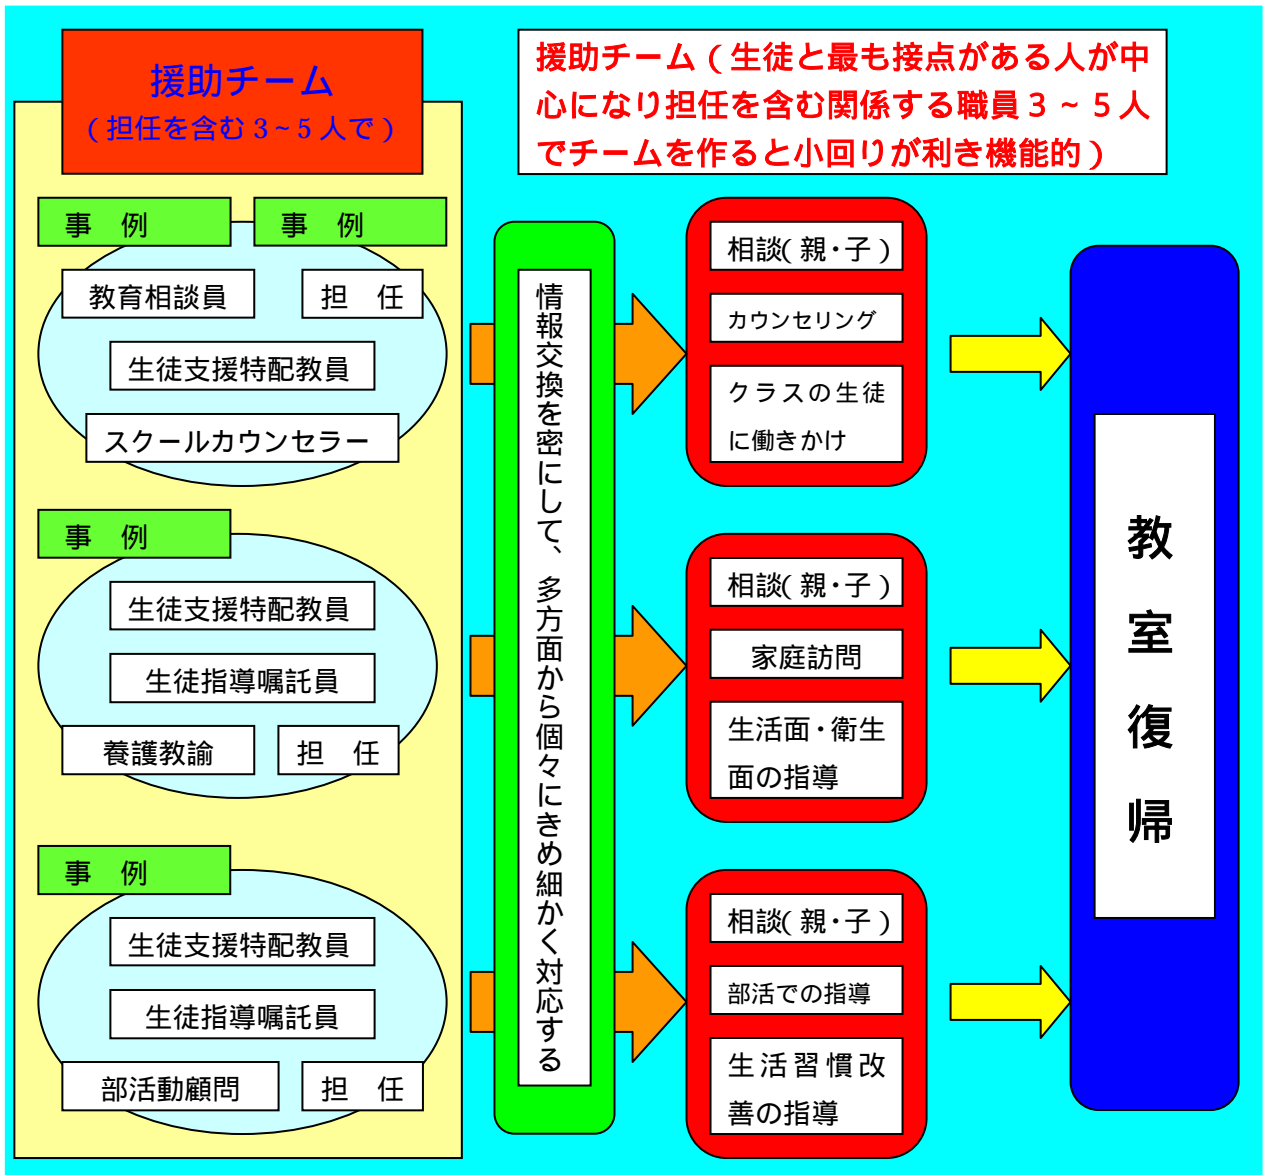 援助チーム
（担任を含む３~５人で）
援助チーム（生徒と最も接点がある人が中
心になり担任を含む関係する職員３~５人
でチームを作ると小回りが利き機能的）
事　例
事　例
教育相談員
担　任
生徒支援特配教員
スクールカウンセラー
事　例
生徒支援特配教員
生徒指導嘱託員
養護教諭
担　任
事　例
生徒支援特配教員
生徒指導嘱託員
部活動顧問
担　任
情報交換を密にして、多方面から個々にきめ細かく対応する
相談（親・子）
カウンセリング
クラスの生徒
に働きかけ
相談（親・子）
家庭訪問
生活面・衛生
面の指導
相談（親・子）
部活での指導
生活習慣改
善の指導
教室復帰